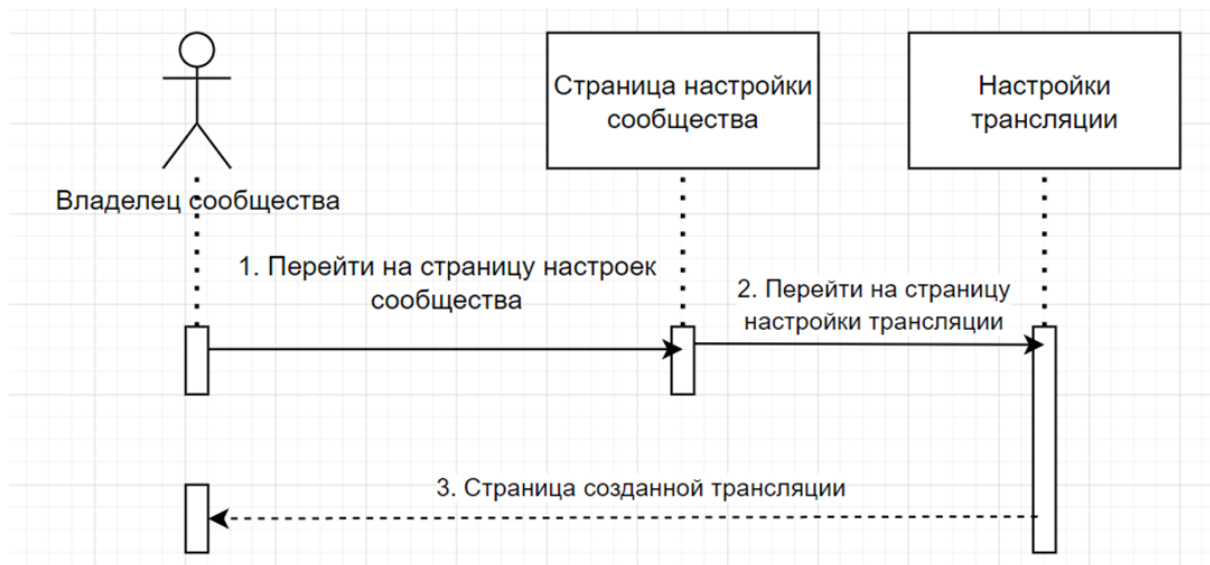 Страница настройки
сообщества
Настройки
трансляции
Владелец сообщества
1. Перейти на страницу настроек
сообщества
2. Перейти на страницу
настройки трансляции
3. Страница созданной трансляции